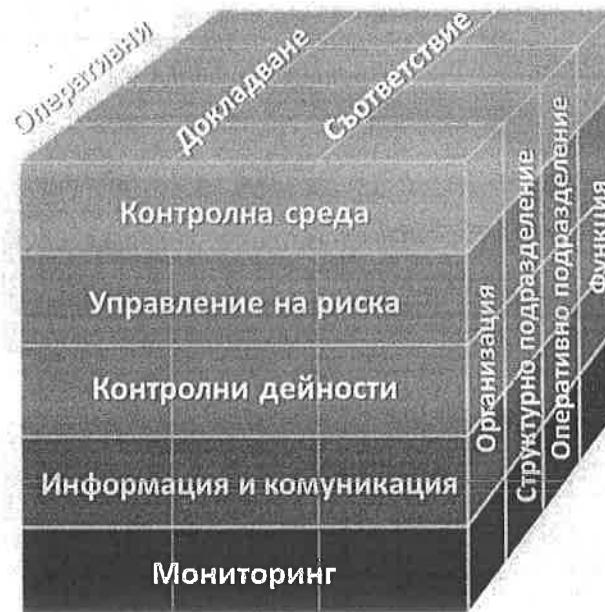 Оперативни
Докладване
Съответствие
Контролна среда
Управление на риска
Контролни дейности
Информация и комуникация
Мониторинг
Организация
Структурно подразделение
Оперативно подразделение
Функция